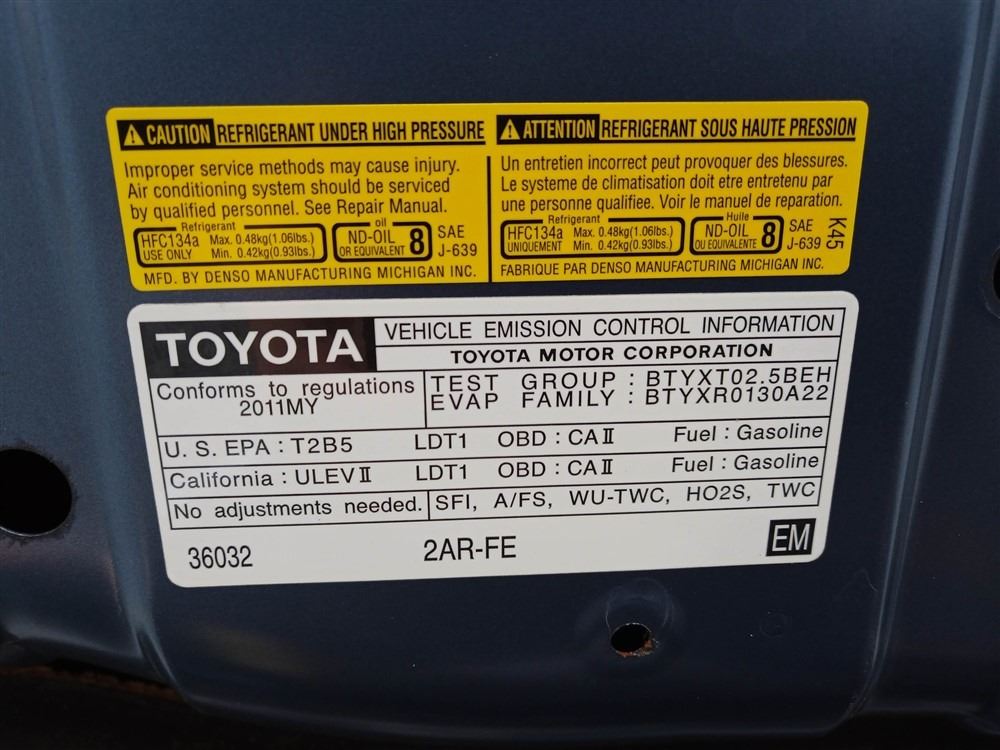 CAUTION REFRIGERANT UNDER HIGH PRESSURE
Improper service methods may cause injury.
Air conditioning system should be serviced
by qualified personnel. See Repair Manual.
Refrigerant
HFC134a Max. 0.48kg(1.06lbs.)
USE ONLY Min. 0.42kg(0.93lbs.)
oil
ND-OIL 8
OR EQUIVALENT
SAE
J-639
MFD. BY DENSO MANUFACTURING MICHIGAN INC.
ATTENTION REFRIGERANT SOUS HAUTE PRESSION
Un entretien incorrect peut provoquer des blessures.
Le systeme de climatisation doit etre entretenu par
une personne qualifiee. Voir le manuel de reparation.
Refrigerant
HFC134a Max. 0.48kg(1.06lbs.)
UNIQUEMENT Min. 0.42kg(0.93lbs.)
Huile
ND-OIL 8
OU EQUIVALENTE
SAE
J-639
K45
FABRIQUE PAR DENSO MANUFACTURING MICHIGAN INC.
TOYOTA
VEHICLE EMISSION CONTROL INFORMATION
TOYOTA MOTOR CORPORATION
Conforms to regulations
2011MY
TEST GROUP : BTYXT02.5BEH
EVAP FAMILY : BTYXR0130A22
U. S. EPA : T2B5 LDT1 OBD : CAⅡ Fuel : Gasoline
California : ULEVⅡ LDT1 OBD : CAⅡ Fuel : Gasoline
No adjustments needed. SFI, A/FS, WU-TWC, HO2S, TWC
36032 2AR-FE EM